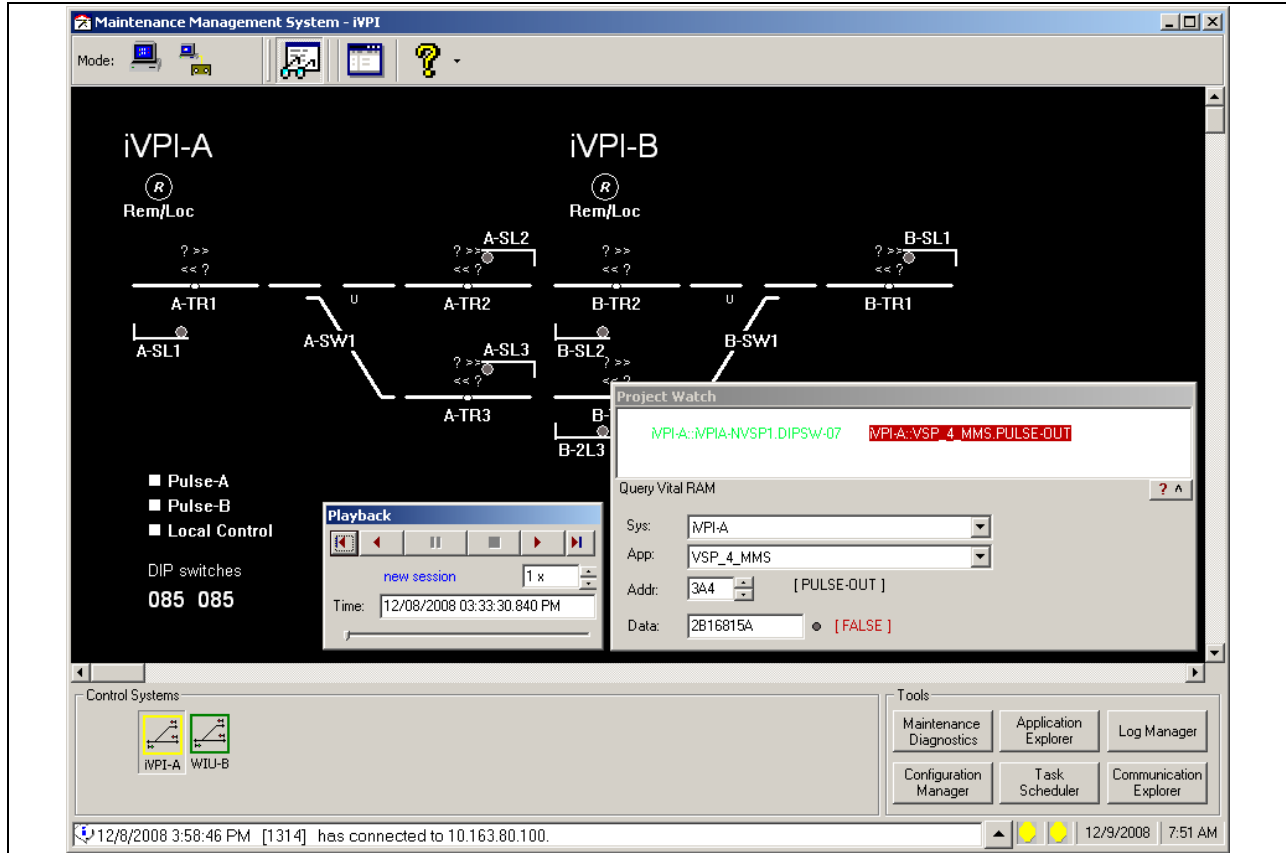 Maintenance Management System - iVPI
Mode:
iVPI-A
iVPI-B
R
R
Rem/Loc
Rem/Loc
A-SL2
B-SL1
? >>
? >>
? >>
? >>
<< ?
<< ?
<< ?
<< ?
A-TR1
U
A-TR2
B-TR2
U
B-TR1
A-SL1
A-SW1
A-SL3
B-SL2
B-SW1
? >>
? >>
<< ?
<< ?
A-TR3
B-
B-2L3
Pulse-A
Pulse-B
Local Control
DIP switches
085 085
Playback
new session
1 x
Time:
12/08/2008 03:33:30.840 PM
Project Watch
iVPI-A::iVPIA-NVSP1.DIPSW-07
iVPI-A::VSP_4_MMS.PULSE-OUT
Query Vital RAM
? ^
Sys:
iVPI-A
App:
VSP_4_MMS
Addr:
3A4
[ PULSE-OUT ]
Data:
2B16815A
[ FALSE ]
Control Systems
iVPI-A
WIU-B
Tools
Maintenance Diagnostics
Application Explorer
Log Manager
Configuration Manager
Task Scheduler
Communication Explorer
12/8/2008 3:58:46 PM [1314] has connected to 10.163.80.100.
12/9/2008
7:51 AM